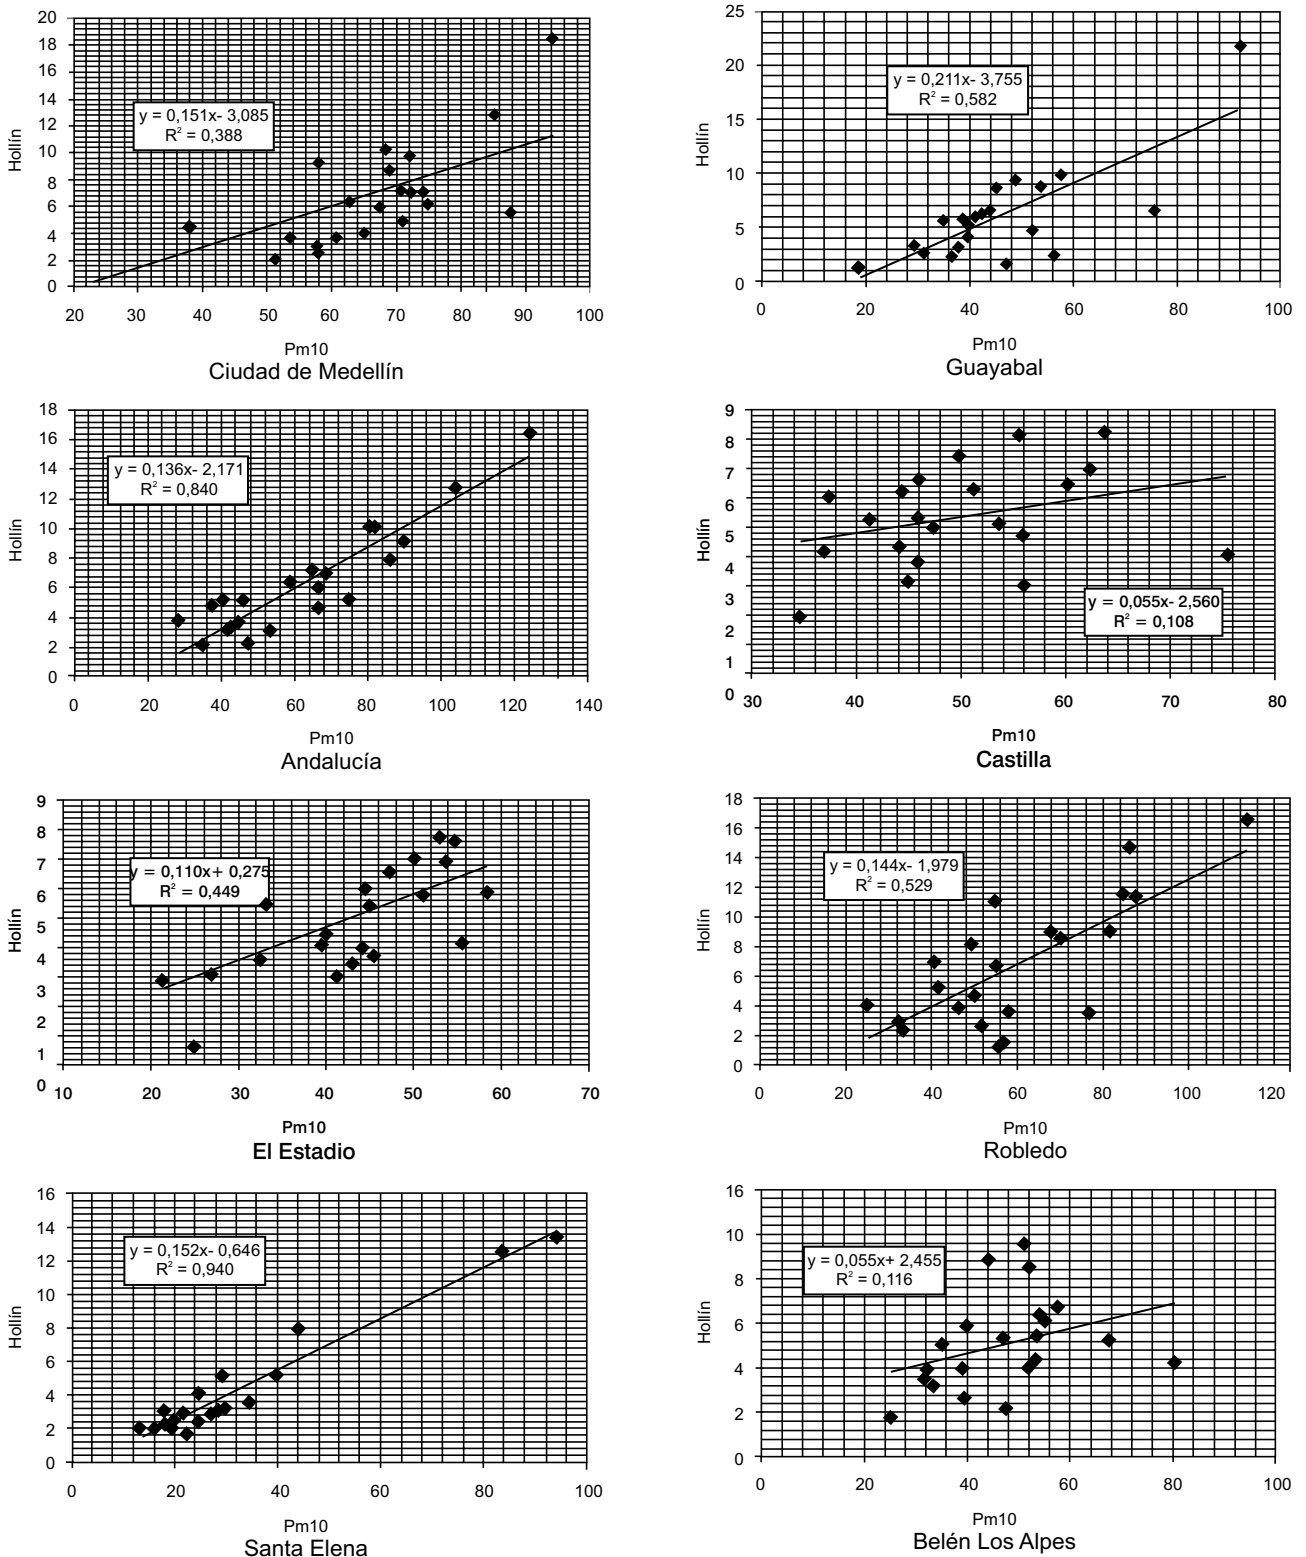 20
18
16
14
12
10
8
6
4
2
0
Hollín
y = 0,151x- 3,085
R² = 0,388
20 30 40 50 60 70 80 90 100
Pm10
Ciudad de Medellín
25
20
15
10
5
0
Hollín
y = 0,211x- 3,755
R² = 0,582
0 20 40 60 80 100
Pm10
Guayabal
18
16
14
12
10
8
6
4
2
0
Hollín
y = 0,136x- 2,171
R² = 0,840
0 20 40 60 80 100 120 140
Pm10
Andalucía
9
8
7
6
5
4
3
2
1
0
Hollín
y = 0,055x- 2,560
R² = 0,108
30 40 50 60 70 80
Pm10
Castilla
9
8
7
6
5
4
3
2
1
0
Hollín
y = 0,110x+ 0,275
R² = 0,449
10 20 30 40 50 60 70
Pm10
El Estadio
18
16
14
12
10
8
6
4
2
0
Hollín
y = 0,144x- 1,979
R² = 0,529
0 20 40 60 80 100 120
Pm10
Robledo
16
14
12
10
8
6
4
2
0
Hollín
y = 0,152x- 0,646
R² = 0,940
0 20 40 60 80 100
Pm10
Santa Elena
16
10
8
6
4
2
0
Hollín
y = 0,055x+ 2,455
R² = 0,116
0 20 40 60 80 100
Pm10
Belén Los Alpes